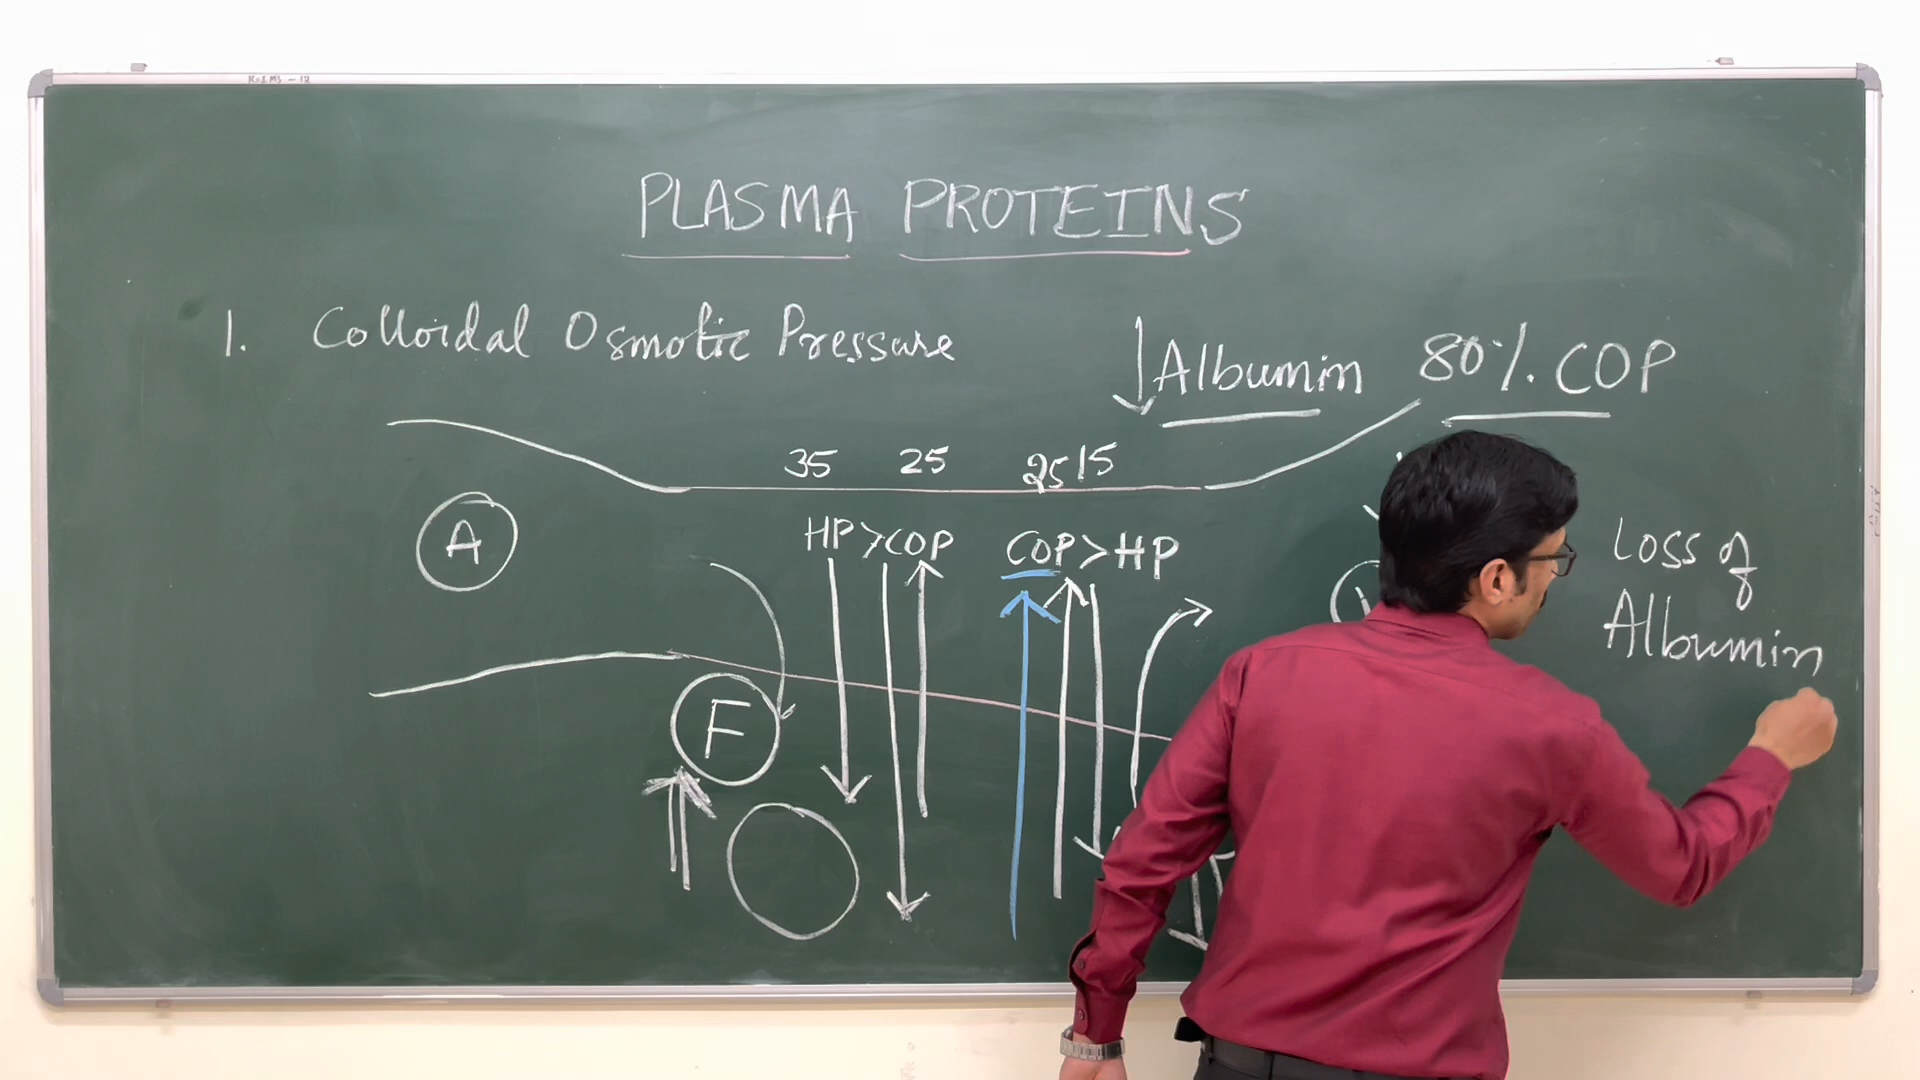 PLASMA PROTEINS
1. Colloidal Osmotic Pressure
↓Albumin 80% COP
35 25 25 15
HP>COP COP>HP
A
Loss of
Albumin
F